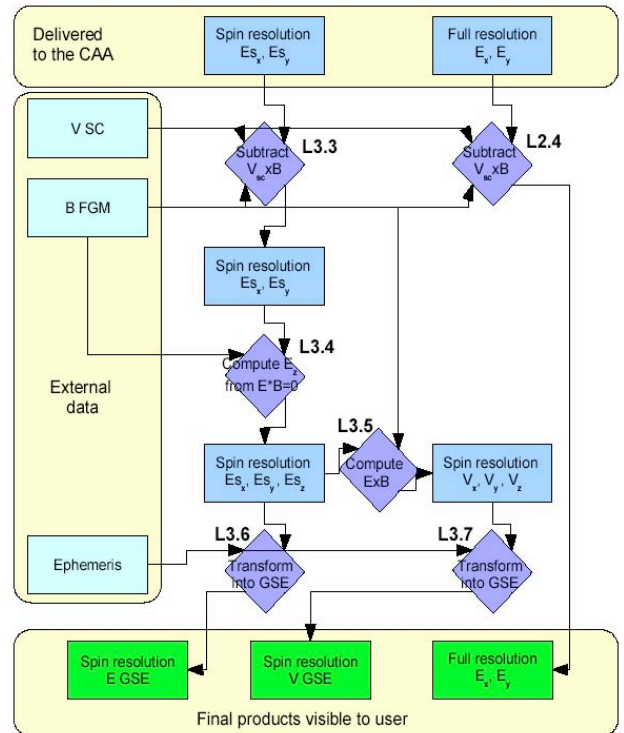 Delivered
to the CAA
Spin resolution
Es_x, Es_y
Full resolution
E_x, E_y
V SC
Subtract
V_sc xB
L3.3
Subtract
V_sc xB
L2.4
B FGM
Spin resolution
Es_x, Es_y
L3.4
Compute E_z
from E*B=0
External
data
L3.5
Spin resolution
Es_x, Es_y, Es_z
Compute
ExB
Spin resolution
V_x, V_y , V_z
L3.6
L3.7
Ephemeris
Transform
into GSE
Transform
into GSE
Spin resolution
E GSE
Spin resolution
V GSE
Full resolution
E_x, E_y
Final products visible to user